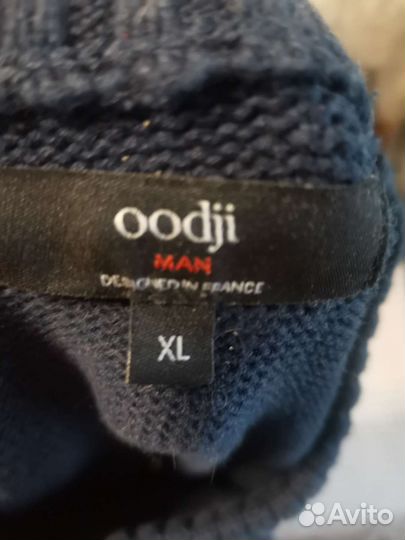 oodji
MAN
DESIGNED IN FRANCE
XL
Avito